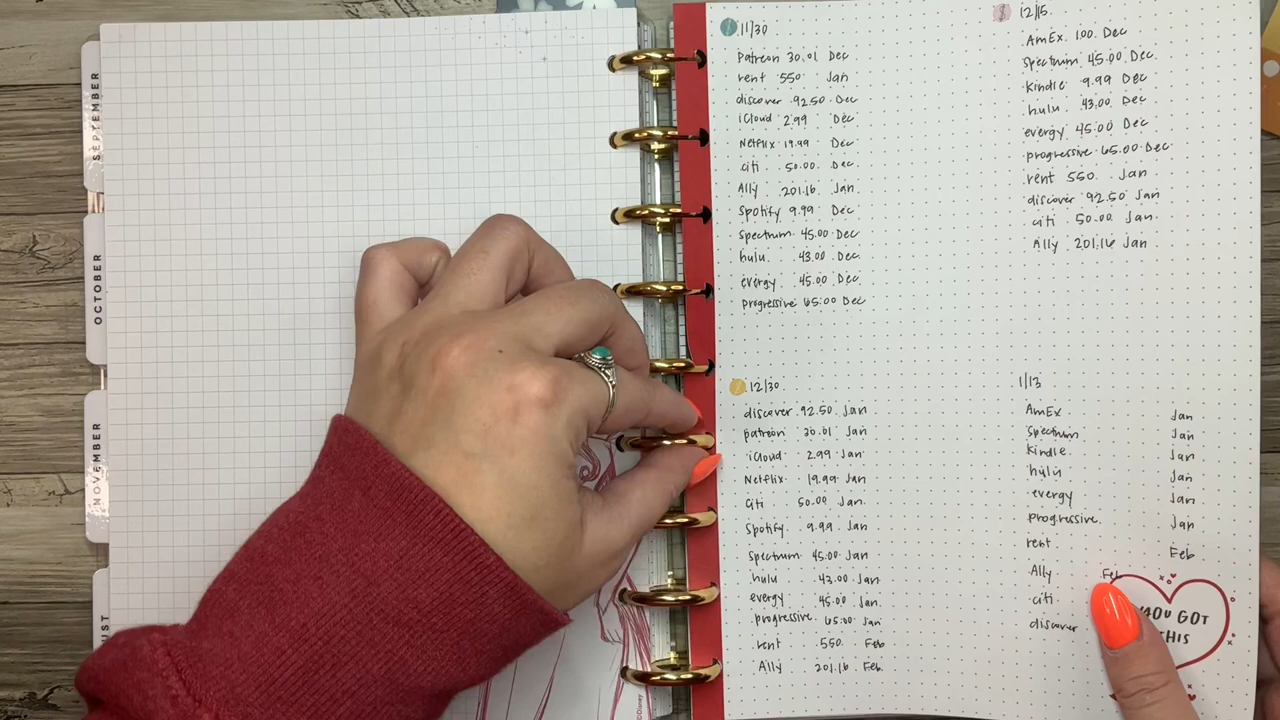 SEPTEMBER
OCTOBER
NOVEMBER
UST
11/30
Patreon 30.01 Dec
rent 550 Jan
discover 92.50 Dec
iCloud 2.99 Dec
Netflix 19.99 Dec
citi 50.00 Dec.
Ally 201.16 Jan
Spotify 9.99 Dec
spectrum 45.00 Dec
hulu 43.00 Dec
evergy 45.00 Dec
progressive 65.00 Dec
12/15
AmEx 100. Dec
spectrum 45.00 Dec
Kindle 9.99 Dec
hulu 43.00 Dec
evergy 45.00 Dec
progressive 65.00 Dec
rent 550. Jan
discover 92.50 Jan
citi 50.00 Jan.
Ally 201.16 Jan
12/30
discover 92.50 Jan
patreon 30.01 Jan
iCloud 2.99 Jan
Netflix 19.99 Jan
Citi 50.00 Jan
Spotify 9.99 Jan
spectrum 45.00 Jan
hulu 43.00 Jan
evergy 45.00 Jan.
progressive 65.00 Jan
rent 550. Feb
Ally 201.16 Feb.
1/13
AmEx Jan
Spectrum Jan
Kindle Jan
hulu Jan
evergy Jan
progressive Jan
rent Feb
Ally Feb
citi
discover
YOU GOT
THIS
©Disney